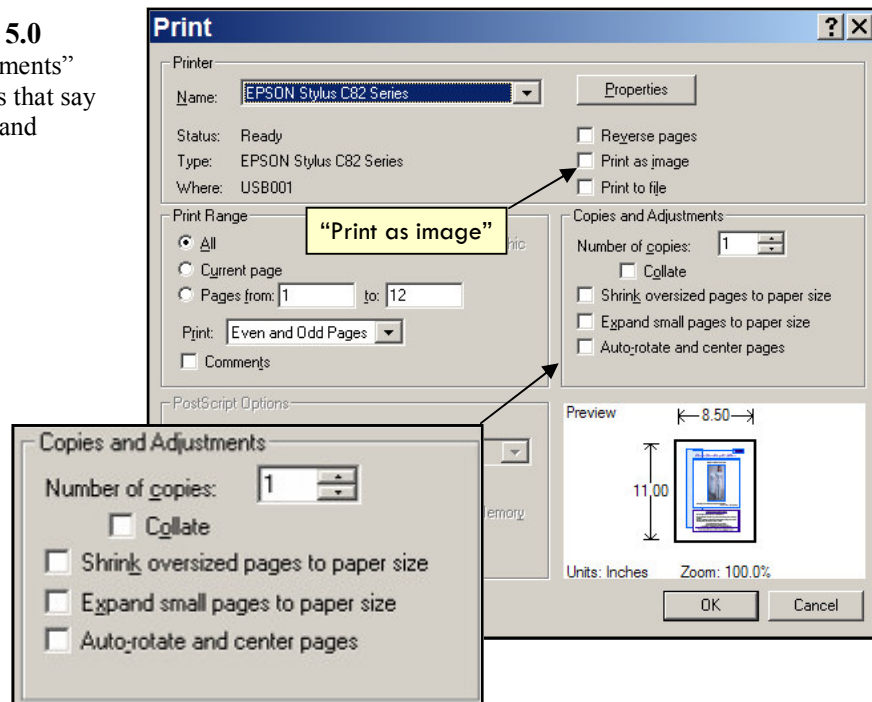 5.0
ments”
s that say
and
Print
Printer
Name: EPSON Stylus C82 Series
Properties
Status: Ready
Type: EPSON Stylus C82 Series
Where: USB001
Reverse pages
Print as image
Print to file
“Print as image”
Print Range
All
hic
Current page
Pages from: 1 to: 12
Print: Even and Odd Pages
Comments
Copies and Adjustments
Number of copies: 1
Collate
Shrink oversized pages to paper size
Expand small pages to paper size
Auto-rotate and center pages
PostScript Options
Memory
Preview
8.50
11.00
Units: Inches Zoom: 100.0%
OK Cancel
Copies and Adjustments
Number of copies: 1
Collate
Shrink oversized pages to paper size
Expand small pages to paper size
Auto-rotate and center pages